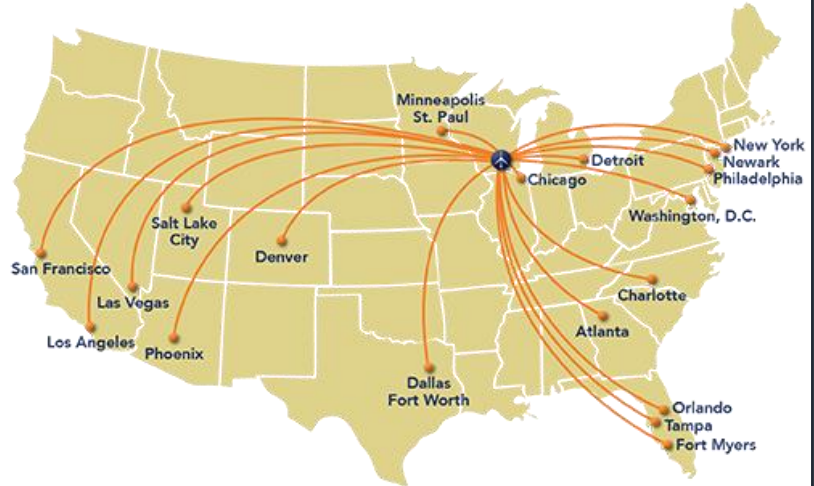 Minneapolis
St. Paul
New York
Detroit
Newark
Chicago
Philadelphia
Salt Lake
City
Washington, D.C.
Denver
San Francisco
Las Vegas
Charlotte
Los Angeles
Phoenix
Atlanta
Dallas
Fort Worth
Orlando
Tampa
Fort Myers